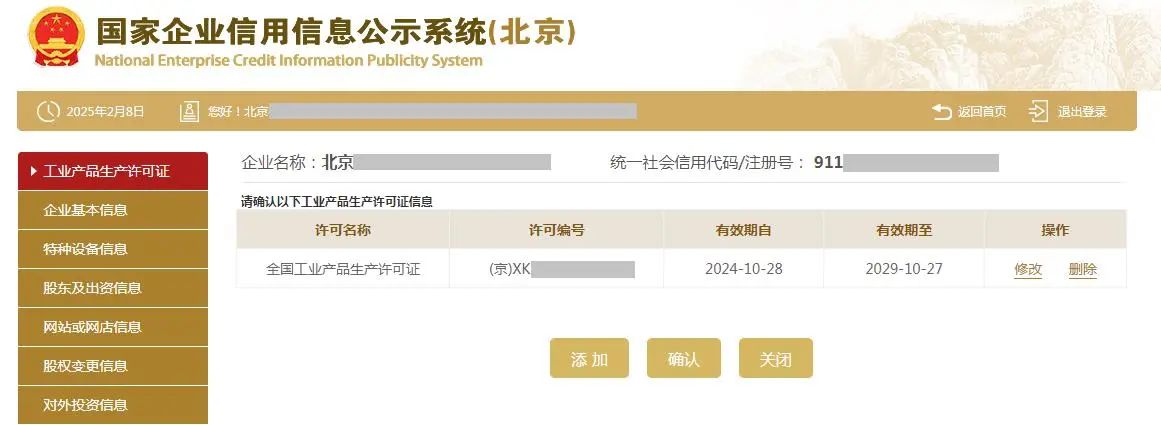 国家企业信用信息公示系统(北京)
National Enterprise Credit Information Publicity System
2025年2月8日 您好！北京 返回首页 退出登录
工业产品生产许可证
企业基本信息
特种设备信息
股东及出资信息
网站或网店信息
股权变更信息
对外投资信息
企业名称：北京 统一社会信用代码/注册号： 911
请确认以下工业产品生产许可证信息
许可名称 许可编号 有效期自 有效期至 操作
全国工业产品生产许可证 (京)XK 2024-10-28 2029-10-27 修改 删除
添加 确认 关闭